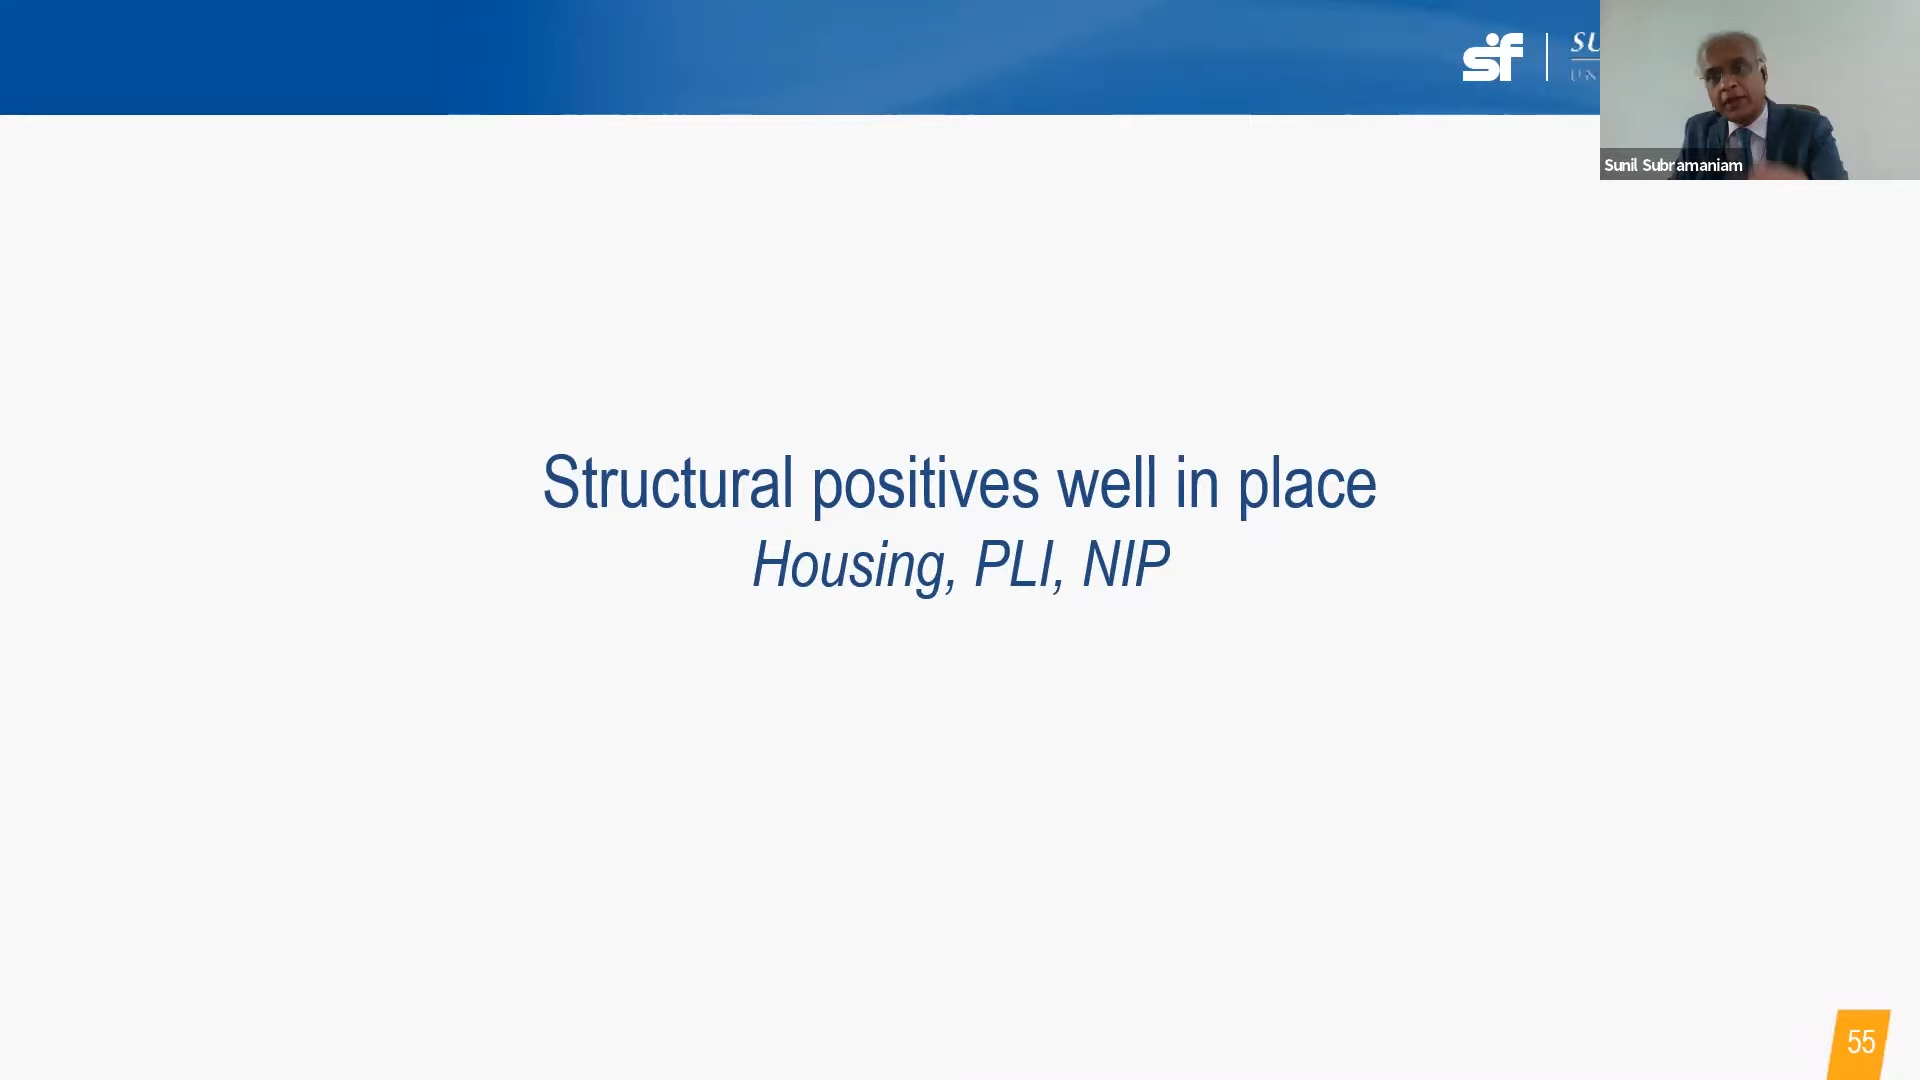 sf
Sunil Subramaniam
Structural positives well in place
Housing, PLI, NIP
55